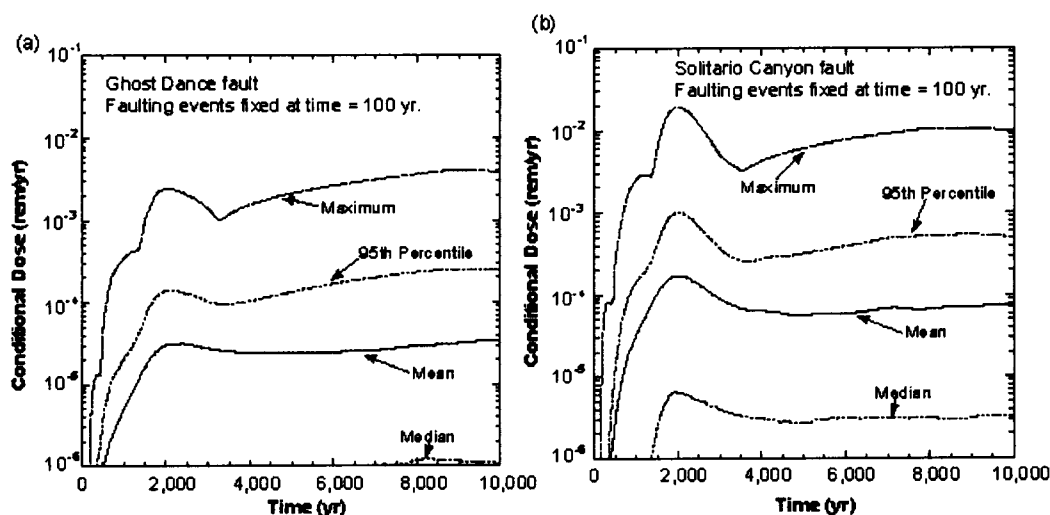 (a)
Ghost Dance fault
Faulting events fixed at time = 100 yr.
Conditional Dose (rem/yr)
10-1
10-2
10-3
10-4
10-5
10-6
Maximum
95th Percentile
Mean
Median
0
2,000
4,000
6,000
8,000
10,000
Time (yr)
(b)
Solitario Canyon fault
Faulting events fixed at time = 100 yr.
Conditional Dose (rem/yr)
10-1
10-2
10-3
10-4
10-5
10-6
Maximum
95th Percentile
Mean
Median
0
2,000
4,000
6,000
8,000
10,000
Time (yr)